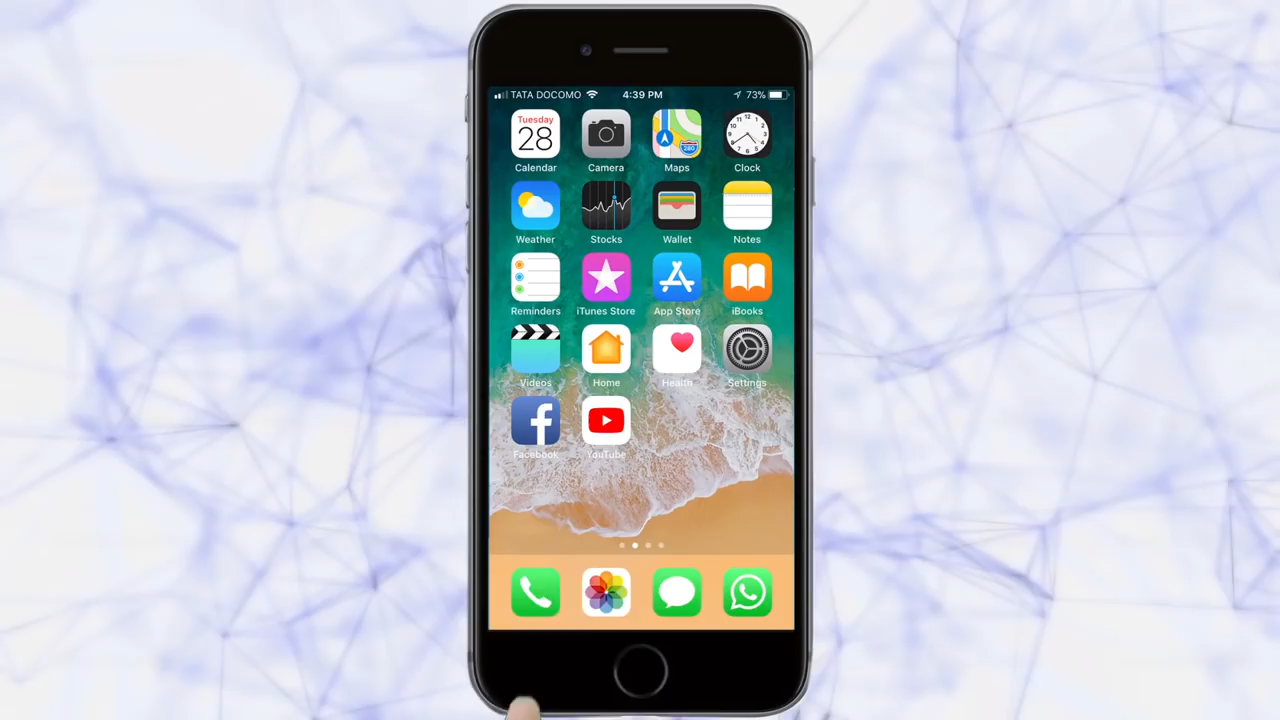 TATA DOCOMO 4:39 PM 73%
Tuesday
28
Calendar Camera Maps Clock
280
Weather Stocks Wallet Notes
Reminders iTunes Store App Store iBooks
Videos Home Health Settings
Facebook YouTube